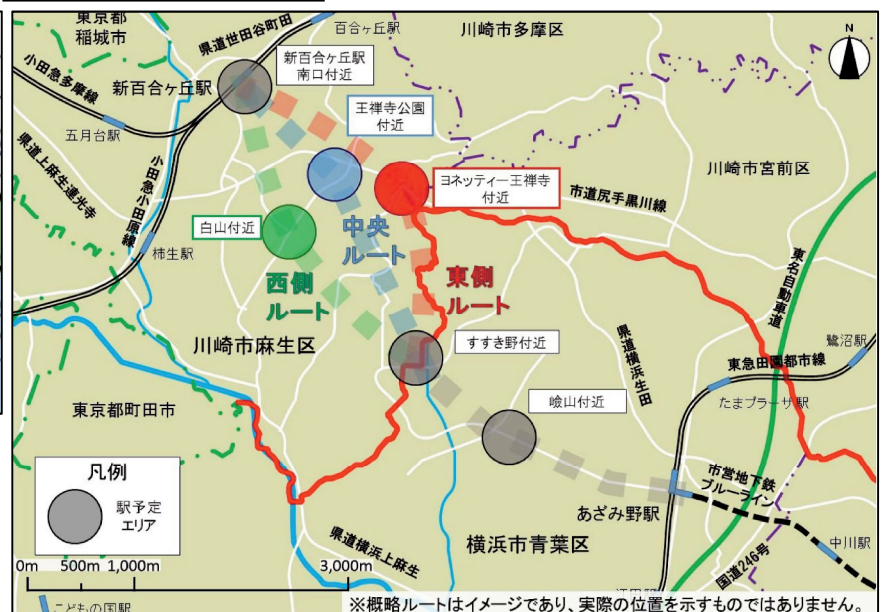 東京都
稲城市
県道世田谷町田
百合ヶ丘駅
川崎市多摩区
N
小田急多摩線
新百合ヶ丘駅
新百合ヶ丘駅
南口付近
五月台駅
王禅寺公園
付近
川崎市宮前区
県道上麻生連光寺
小田急小田原線
ヨネッティー王禅寺
付近
市道尻手黒川線
白山付近
中央
ルート
東名自動車道
柿生駅
西側
ルート
東側
ルート
川崎市麻生区
すすき野付近
県道横浜生田
鷺沼駅
東急田園都市線
たまプラーザ駅
東京都町田市
嶮山付近
凡例
駅予定
エリア
市営地下鉄
ブルーライン
あざみ野駅
県道横浜上麻生
横浜市青葉区
国道246号
中川駅
0m
500m
1,000m
3,000m
こどもの国駅
※概略ルートはイメージであり、実際の位置を示すものではありません。